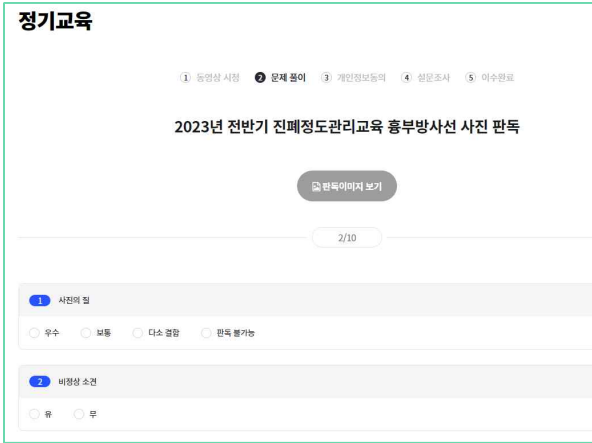 정기교육
1 동영상 시청 2 문제 풀이 3 개인정보동의 4 설문조사 5 이수완료
2023년 전반기 진폐정도관리교육 흉부방사선 사진 판독
판독이미지 보기
2/10
1 사진의 질
우수 보통 다소 결함 판독 불가능
2 비정상 소견
유 무